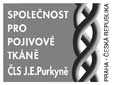 SPOLEČNOST
PRO
POJIVOVÉ
TKÁNĚ
ČLS J.E.Purkyně
PRAHA - ČESKÁ REPUBLIKA